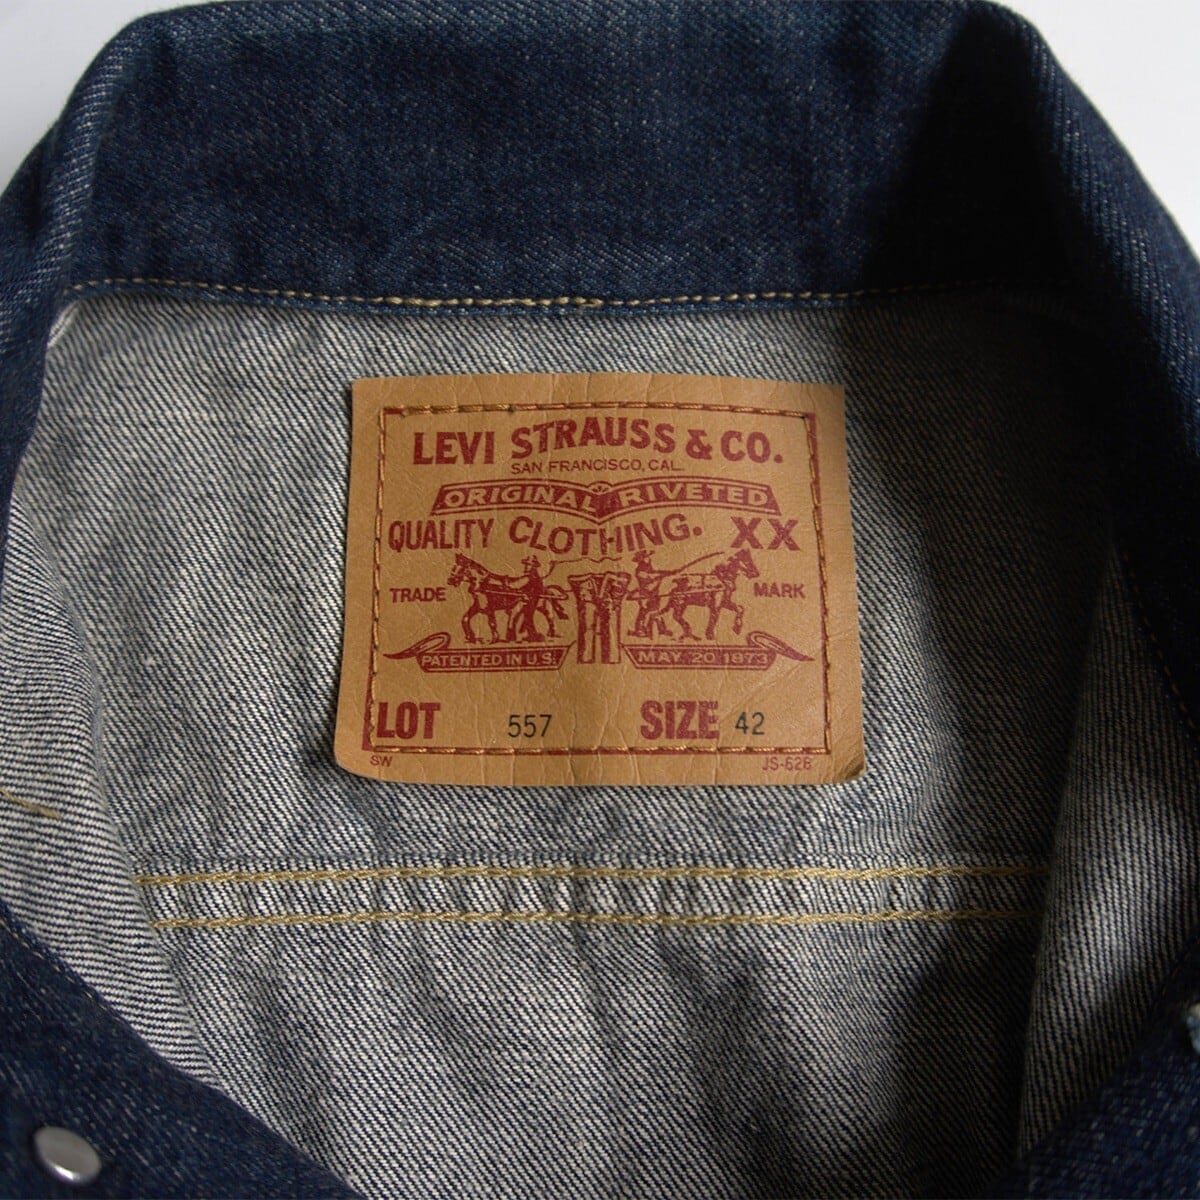 LEVI STRAUSS & CO.
SAN FRANCISCO, CAL.
ORIGINAL RIVETED
QUALITY CLOTHING. XX
TRADE MARK
PATENTED IN U.S. MAY 20 1873
LOT 557 SIZE 42
SW JS-628